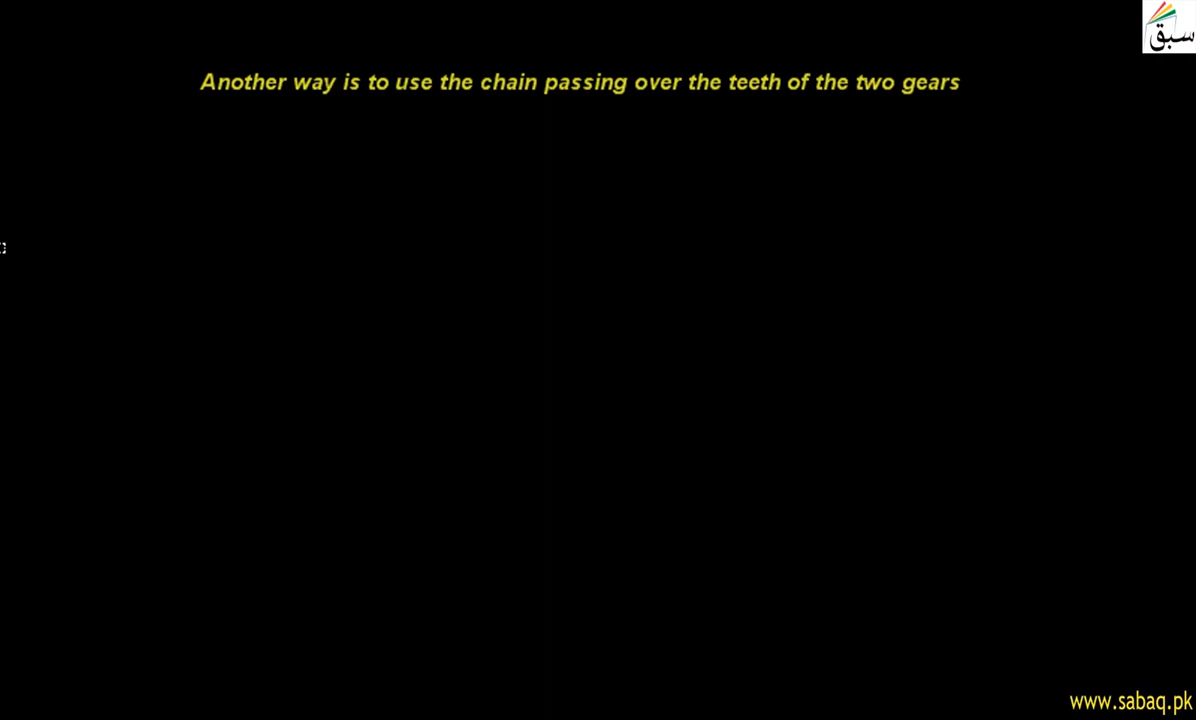 سبق
Another way is to use the chain passing over the teeth of the two gears
www.sabaq.pk